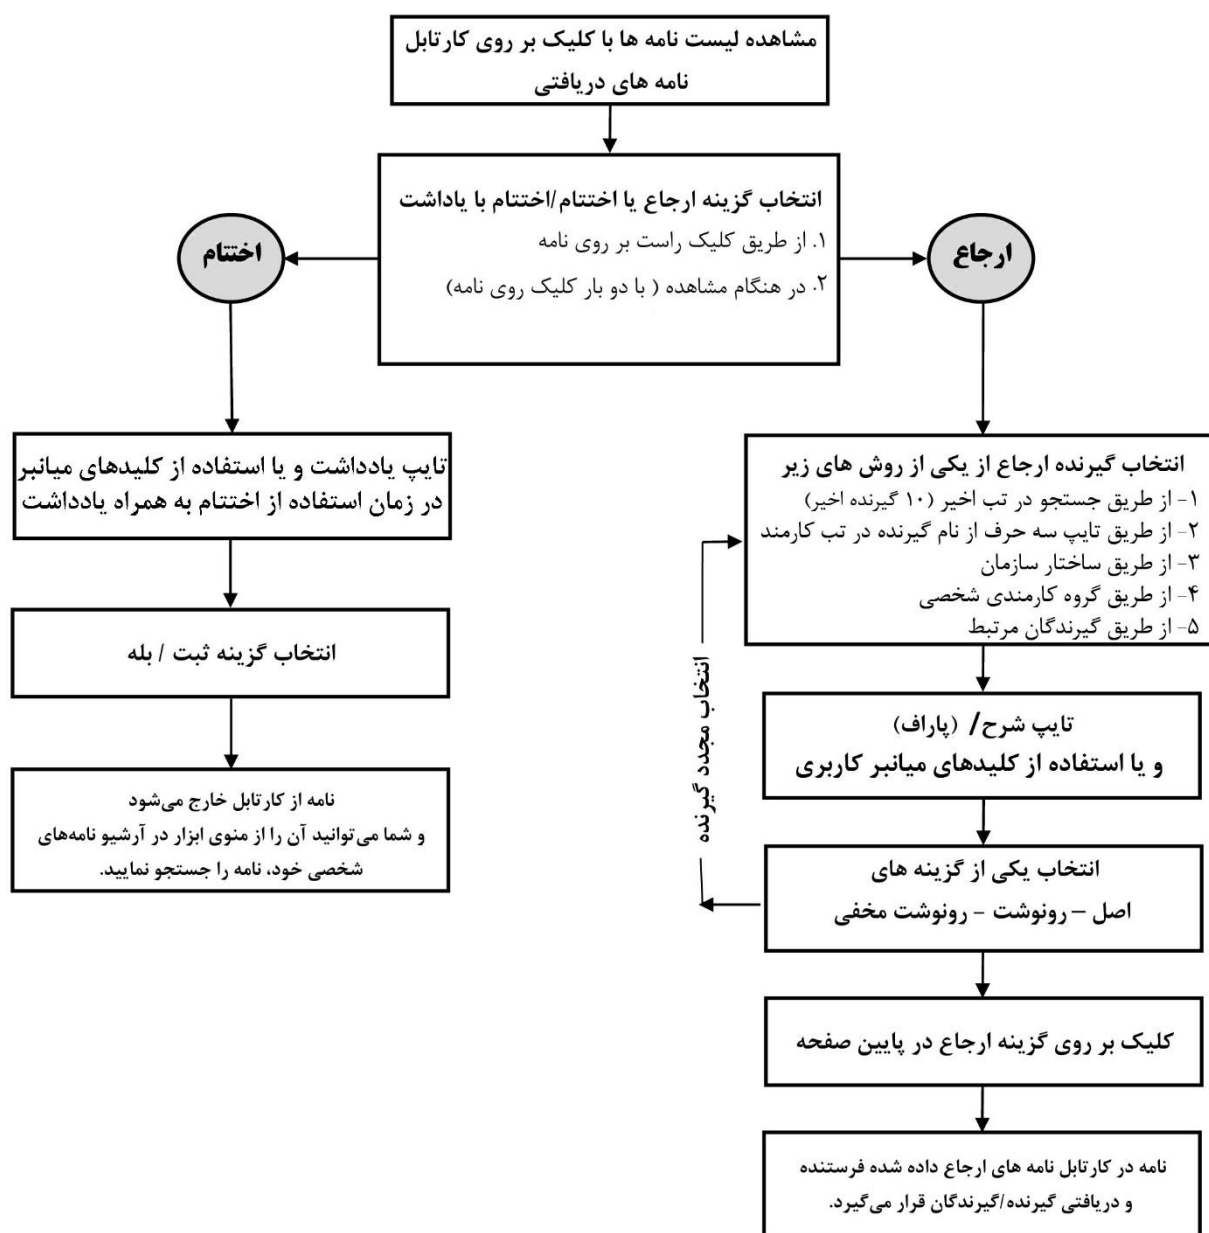 مشاهده لیست نامه ها با کلیک بر روی کارتابل
نامه های دریافتی
انتخاب گزینه ارجاع یا اختتام/اختتام با یاداشت
۱. از طریق کلیک راست بر روی نامه
۲. در هنگام مشاهده ( با دو بار کلیک روی نامه)
ارجاع
اختتام
انتخاب گیرنده ارجاع از یکی از روش های زیر
۱- از طریق جستجو در تب اخیر (۱۰ گیرنده اخیر)
۲- از طریق تایپ سه حرف از نام گیرنده در تب کارمند
۳- از طریق ساختار سازمان
۴- از طریق گروه کارمندی شخصی
۵- از طریق گیرندگان مرتبط
تایپ شرح/ (پاراف)
و یا استفاده از کلیدهای میانبر کاربری
انتخاب یکی از گزینه های
اصل – رونوشت - رونوشت مخفی
انتخاب مجدد گیرنده
کلیک بر روی گزینه ارجاع در پایین صفحه
نامه در کارتابل نامه های ارجاع داده شده فرستنده
و دریافتی گیرنده/گیرندگان قرار می‌گیرد.
تایپ یادداشت و یا استفاده از کلیدهای میانبر
در زمان استفاده از اختتام به همراه یادداشت
انتخاب گزینه ثبت / بله
نامه از کارتابل خارج می‌شود
و شما می‌توانید آن را از منوی ابزار در آرشیو نامه‌های
شخصی خود، نامه را جستجو نمایید.